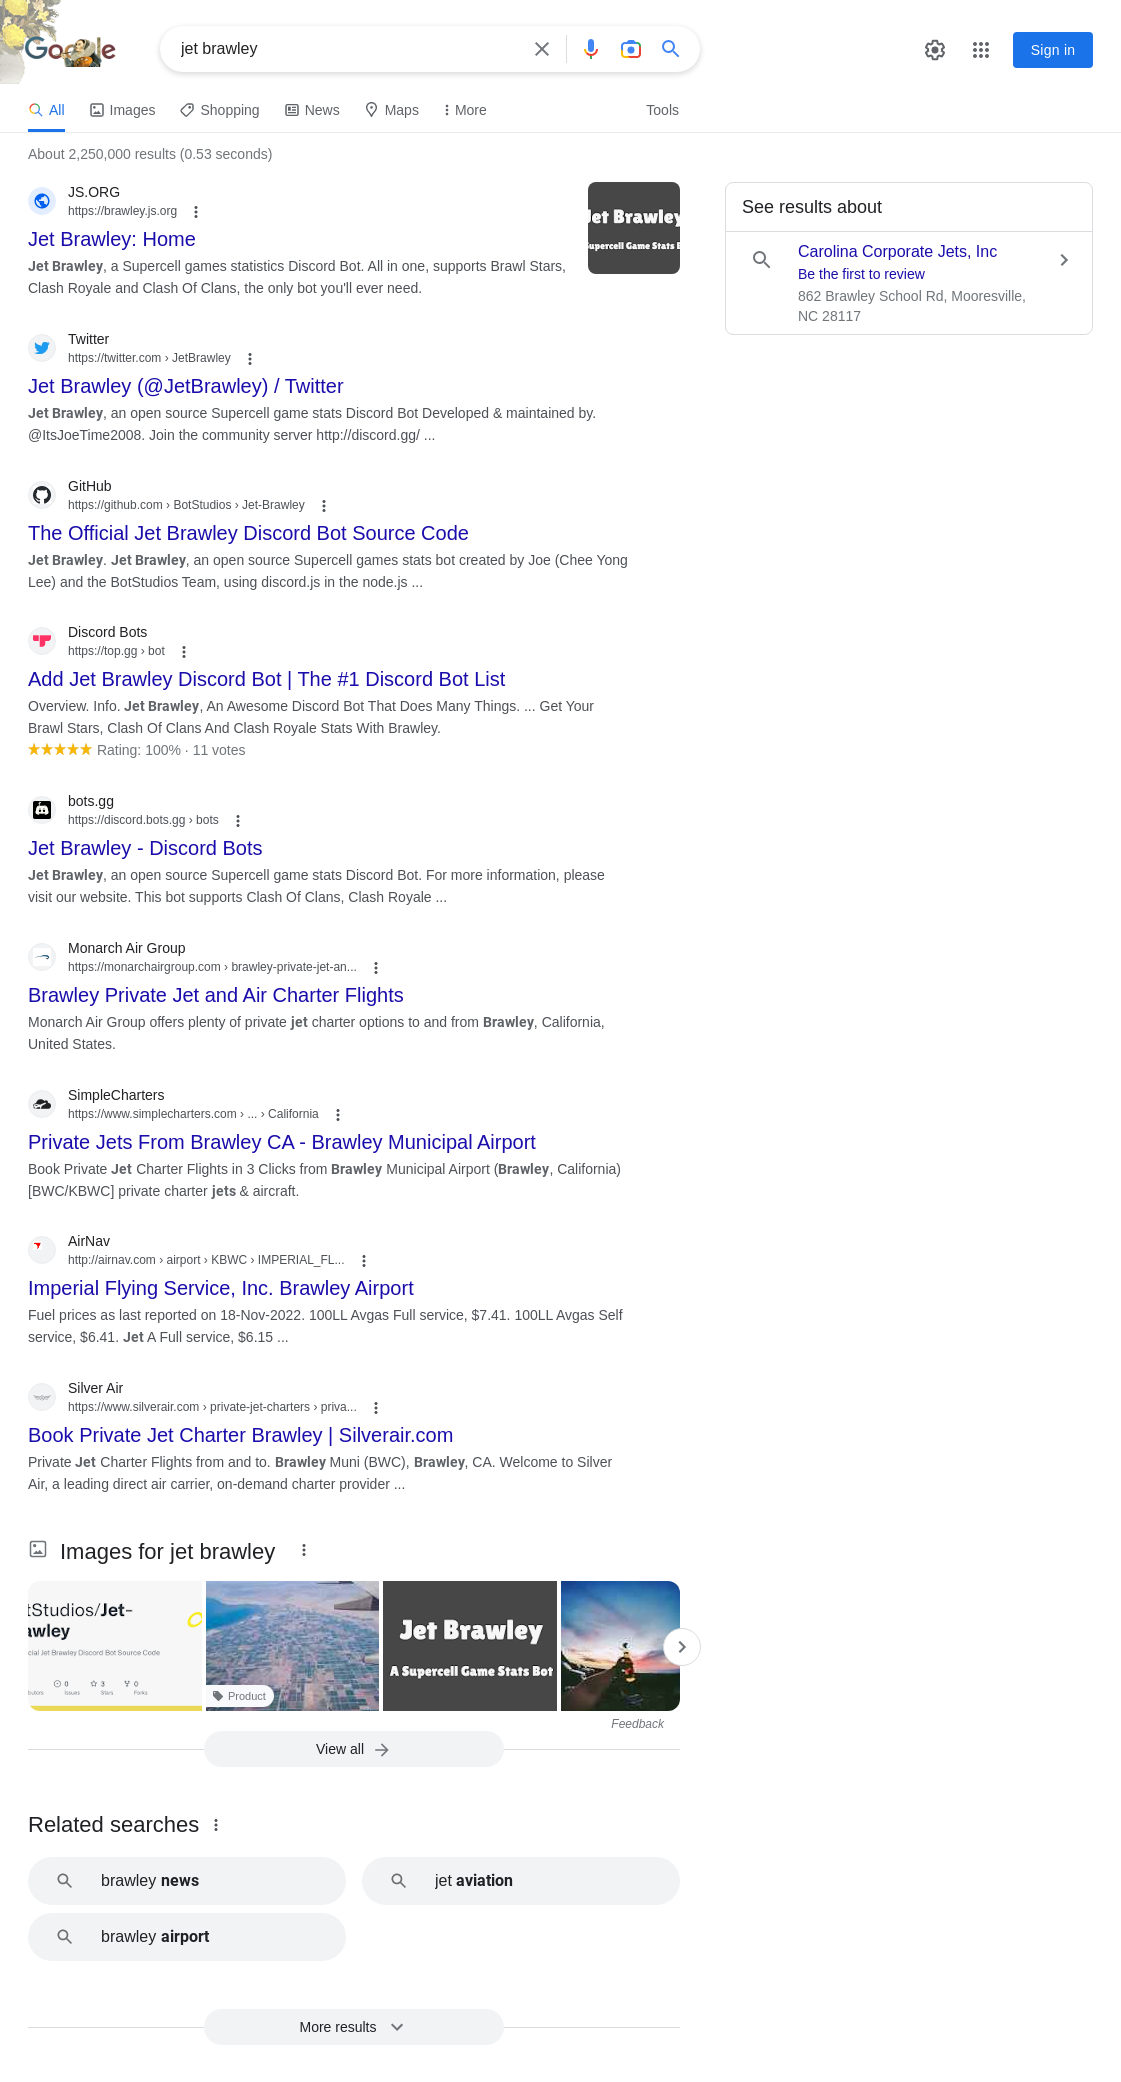 Google
jet brawley
Sign in
All
Images
Shopping
News
Maps
More
Tools
About 2,250,000 results (0.53 seconds)
JS.ORG
https://brawley.js.org
Jet Brawley: Home
Jet Brawley, a Supercell games statistics Discord Bot. All in one, supports Brawl Stars,
Clash Royale and Clash Of Clans, the only bot you'll ever need.
Jet Brawley
Supercell Game Stats B
See results about
Carolina Corporate Jets, Inc
Be the first to review
862 Brawley School Rd, Mooresville,
NC 28117
Twitter
https://twitter.com › JetBrawley
Jet Brawley (@JetBrawley) / Twitter
Jet Brawley, an open source Supercell game stats Discord Bot Developed & maintained by.
@ItsJoeTime2008. Join the community server http://discord.gg/ ...
GitHub
https://github.com › BotStudios › Jet-Brawley
The Official Jet Brawley Discord Bot Source Code
Jet Brawley. Jet Brawley, an open source Supercell games stats bot created by Joe (Chee Yong
Lee) and the BotStudios Team, using discord.js in the node.js ...
Discord Bots
https://top.gg › bot
Add Jet Brawley Discord Bot | The #1 Discord Bot List
Overview. Info. Jet Brawley, An Awesome Discord Bot That Does Many Things. ... Get Your
Brawl Stars, Clash Of Clans And Clash Royale Stats With Brawley.
Rating: 100% · 11 votes
bots.gg
https://discord.bots.gg › bots
Jet Brawley - Discord Bots
Jet Brawley, an open source Supercell game stats Discord Bot. For more information, please
visit our website. This bot supports Clash Of Clans, Clash Royale ...
Monarch Air Group
https://monarchairgroup.com › brawley-private-jet-an...
Brawley Private Jet and Air Charter Flights
Monarch Air Group offers plenty of private jet charter options to and from Brawley, California,
United States.
SimpleCharters
https://www.simplecharters.com › ... › California
Private Jets From Brawley CA - Brawley Municipal Airport
Book Private Jet Charter Flights in 3 Clicks from Brawley Municipal Airport (Brawley, California)
[BWC/KBWC] private charter jets & aircraft.
AirNav
http://airnav.com › airport › KBWC › IMPERIAL_FL...
Imperial Flying Service, Inc. Brawley Airport
Fuel prices as last reported on 18-Nov-2022. 100LL Avgas Full service, $7.41. 100LL Avgas Self
service, $6.41. Jet A Full service, $6.15 ...
Silver Air
https://www.silverair.com › private-jet-charters › priva...
Book Private Jet Charter Brawley | Silverair.com
Private Jet Charter Flights from and to. Brawley Muni (BWC), Brawley, CA. Welcome to Silver
Air, a leading direct air carrier, on-demand charter provider ...
Images for jet brawley
tStudios/Jet-
awley
cial Jet Brawley Discord Bot Source Code
0 3 0
Issues Stars Forks
Product
Jet Brawley
A Supercell Game Stats Bot
Feedback
View all
Related searches
brawley news
jet aviation
brawley airport
More results